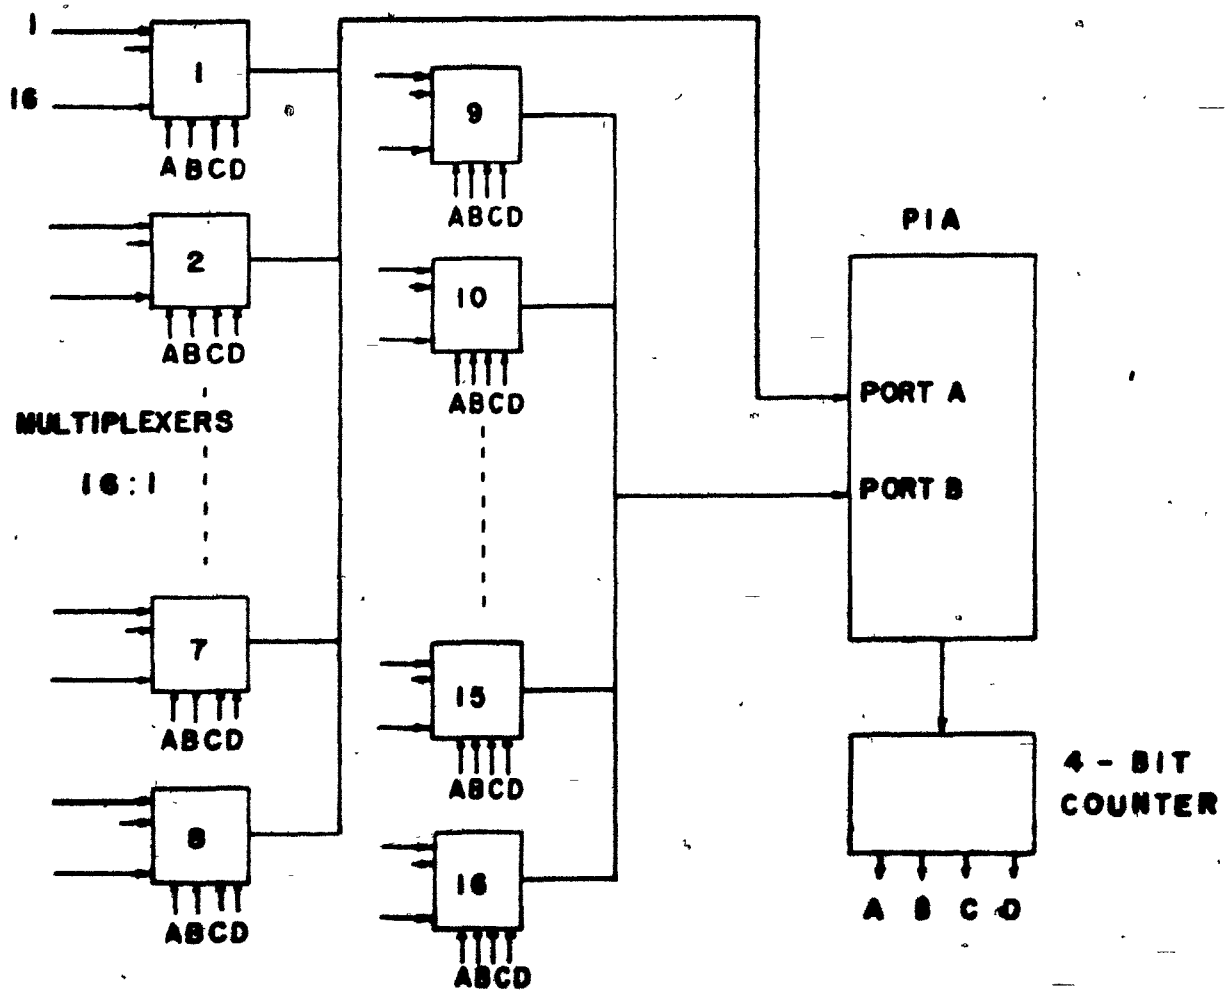 1
16
1
ABCD
2
ABCD
MULTIPLEXERS
16:1
7
ABCD
8
ABCD
9
ABCD
10
ABCD
15
ABCD
16
ABCD
PIA
PORT A
PORT B
4-BIT
COUNTER
A B C D